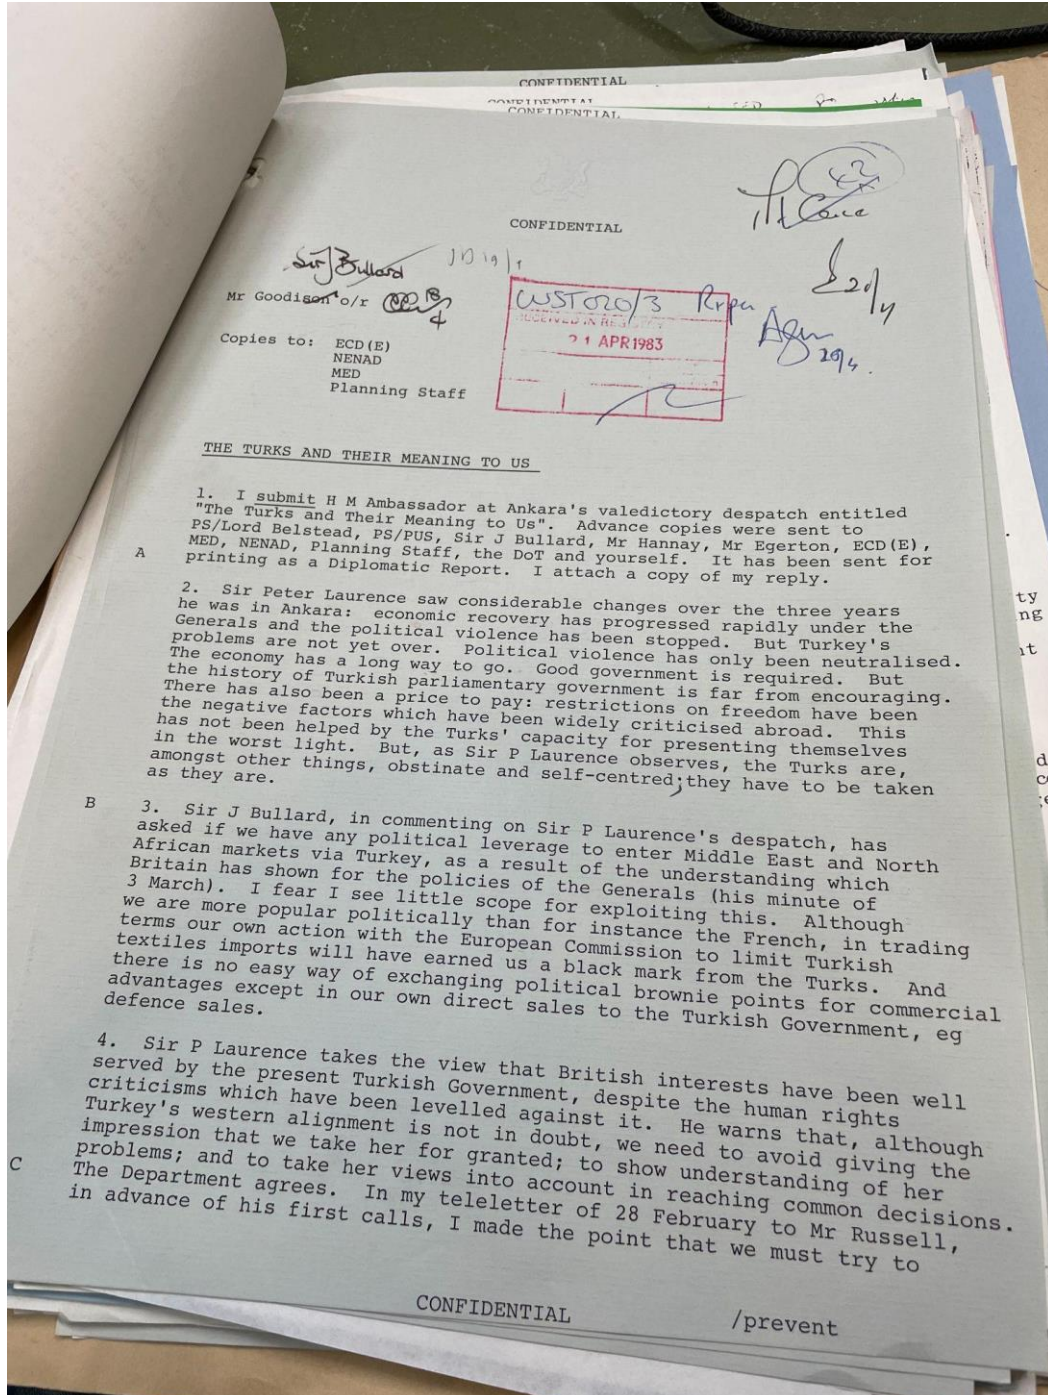 CONFIDENTIAL
CONFIDENTIAL
CONFIDENTIAL
42
CONFIDENTIAL
Sir J Bullard
JD 19/
Mr Goodison o/r
WST 020/3
RECEIVED IN REGISTRY
21 APR 1983
20/4
20/4.
Copies to: ECD(E)
NENAD
MED
Planning Staff
THE TURKS AND THEIR MEANING TO US
1. I submit H M Ambassador at Ankara's valedictory despatch entitled
"The Turks and Their Meaning to Us". Advance copies were sent to
PS/Lord Belstead, PS/PUS, Sir J Bullard, Mr Hannay, Mr Egerton, ECD(E),
MED, NENAD, Planning Staff, the DoT and yourself. It has been sent for
A printing as a Diplomatic Report. I attach a copy of my reply.
2. Sir Peter Laurence saw considerable changes over the three years
he was in Ankara: economic recovery has progressed rapidly under the
Generals and the political violence has been stopped. But Turkey's
problems are not yet over. Political violence has only been neutralised.
The economy has a long way to go. Good government is required. But
the history of Turkish parliamentary government is far from encouraging.
There has also been a price to pay: restrictions on freedom have been
the negative factors which have been widely criticised abroad. This
has not been helped by the Turks' capacity for presenting themselves
in the worst light. But, as Sir P Laurence observes, the Turks are,
amongst other things, obstinate and self-centred; they have to be taken
as they are.
B 3. Sir J Bullard, in commenting on Sir P Laurence's despatch, has
asked if we have any political leverage to enter Middle East and North
African markets via Turkey, as a result of the understanding which
Britain has shown for the policies of the Generals (his minute of
3 March). I fear I see little scope for exploiting this. Although
we are more popular politically than for instance the French, in trading
terms our own action with the European Commission to limit Turkish
textiles imports will have earned us a black mark from the Turks. And
there is no easy way of exchanging political brownie points for commercial
advantages except in our own direct sales to the Turkish Government, eg
defence sales.
4. Sir P Laurence takes the view that British interests have been well
served by the present Turkish Government, despite the human rights
criticisms which have been levelled against it. He warns that, although
Turkey's western alignment is not in doubt, we need to avoid giving the
impression that we take her for granted; to show understanding of her
problems; and to take her views into account in reaching common decisions.
C The Department agrees. In my teleletter of 28 February to Mr Russell,
in advance of his first calls, I made the point that we must try to
CONFIDENTIAL
/prevent